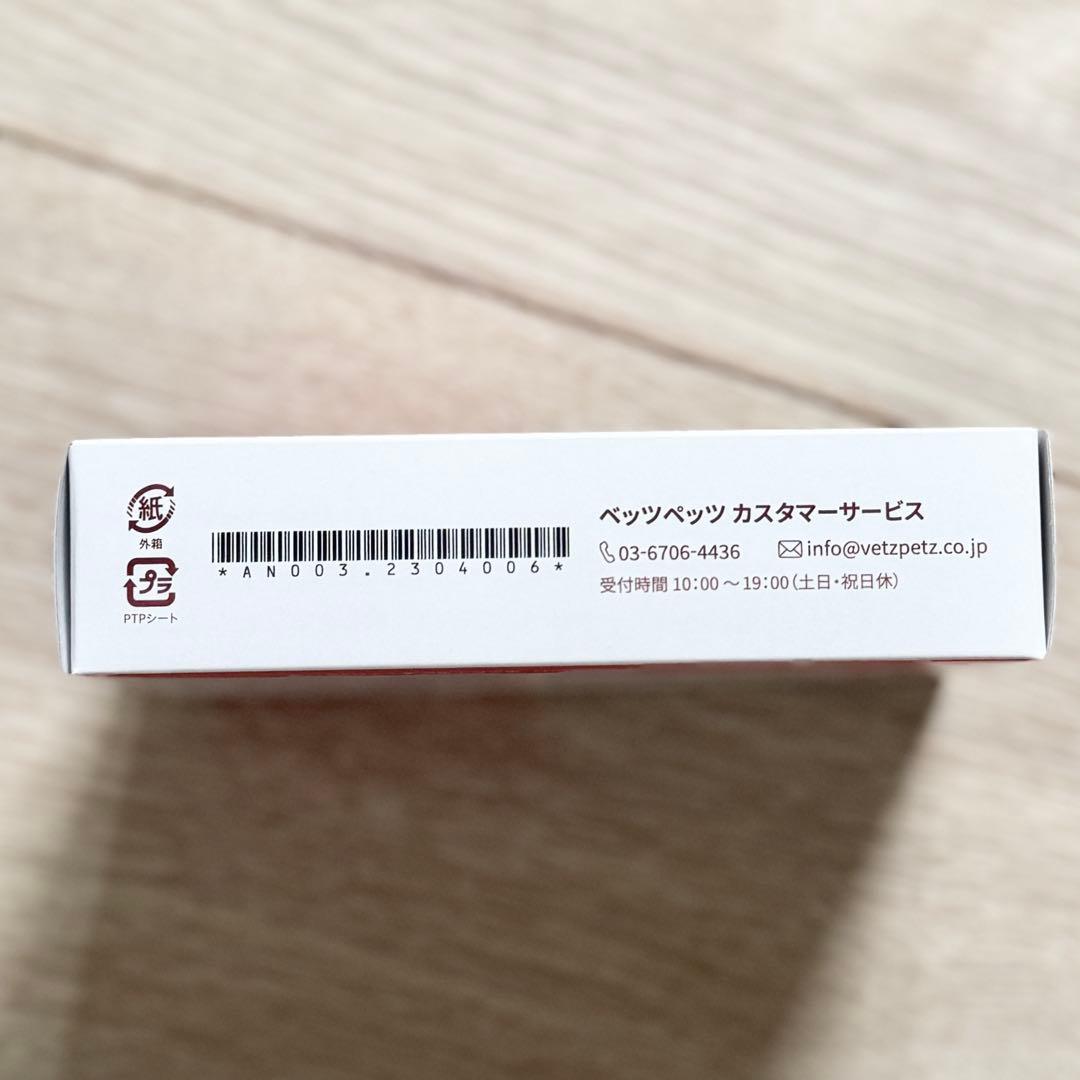 紙
外箱
プラ
PTPシート
*AN003.2304006*
ベッツペッツ カスタマーサービス
03-6706-4436 info@vetzpetz.co.jp
受付時間 10:00 〜 19:00(土日・祝日休)